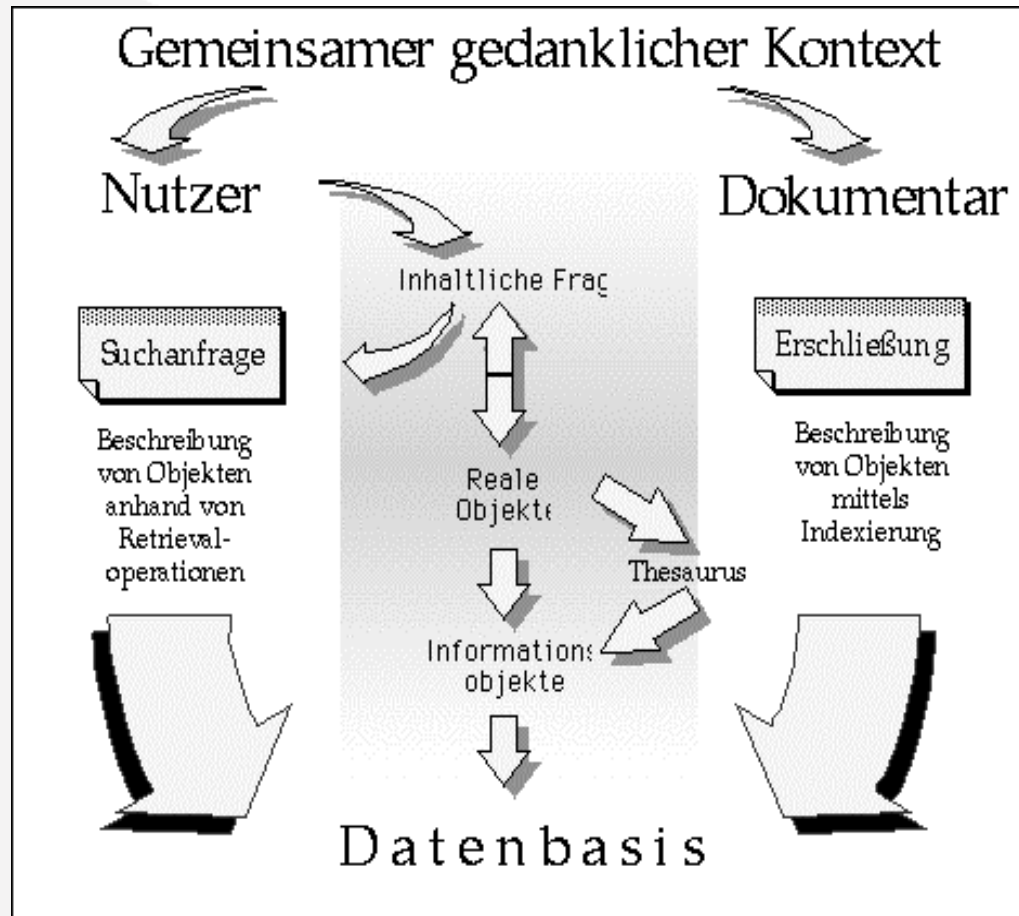 Gemeinsamer gedanklicher Kontext
Nutzer
Dokumentar
Inhaltliche Frag
Suchanfrage
Erschließung
Beschreibung
von Objekten
anhand von
Retrieval-
operationen
Reale
Objekte
Beschreibung
von Objekten
mittels
Indexierung
Thesaurus
Informations
objekte
Datenbasis